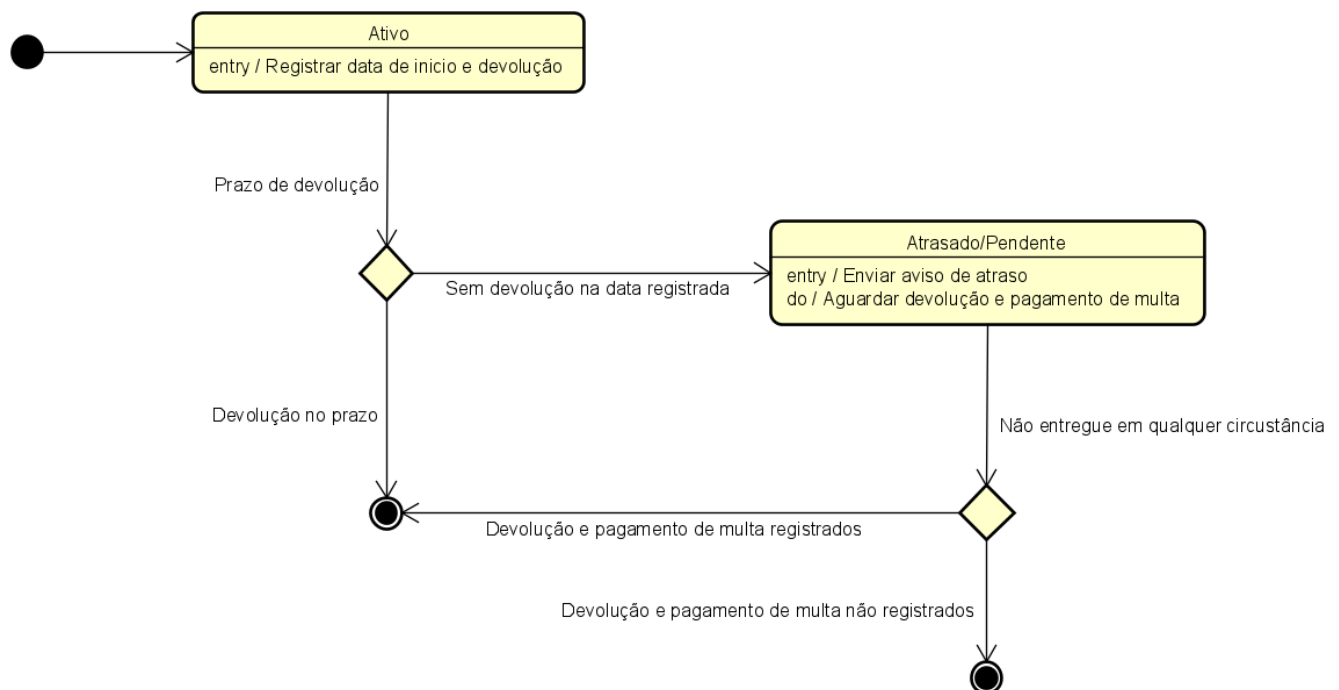 Ativo
entry / Registrar data de inicio e devolução
Prazo de devolução
Atrasado/Pendente
entry / Enviar aviso de atraso
do / Aguardar devolução e pagamento de multa
Sem devolução na data registrada
Devolução no prazo
Não entregue em qualquer circustância
Devolução e pagamento de multa registrados
Devolução e pagamento de multa não registrados